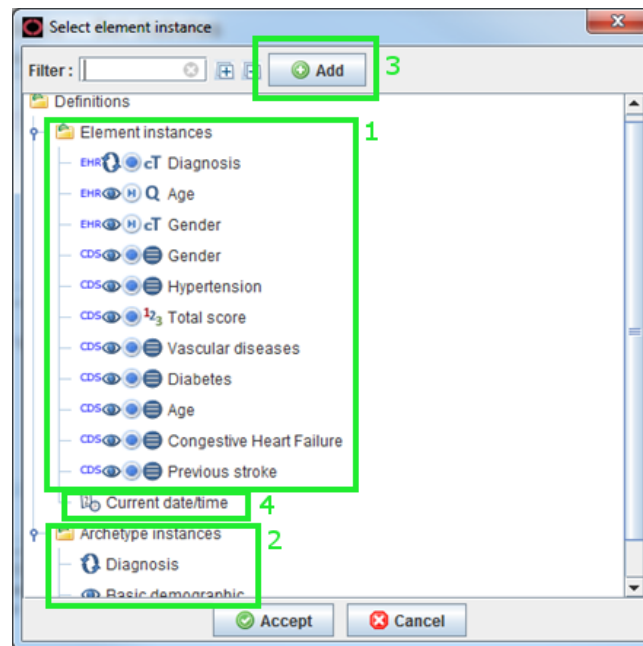 Select element instance
Filter : Add 3
Definitions
Element instances 1
EHR cT Diagnosis
EHR H Q Age
EHR H cT Gender
CDS Gender
CDS Hypertension
CDS 123 Total score
CDS Vascular diseases
CDS Diabetes
CDS Age
CDS Congestive Heart Failure
CDS Previous stroke
Current date/time 4
Archetype instances 2
Diagnosis
Basic demographic
Accept Cancel